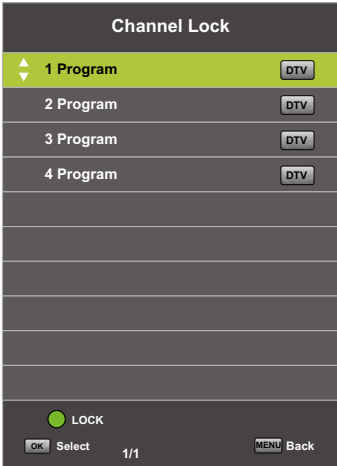 Channel Lock
1 Program DTV
2 Program DTV
3 Program DTV
4 Program DTV
LOCK
OK Select 1/1 MENU Back